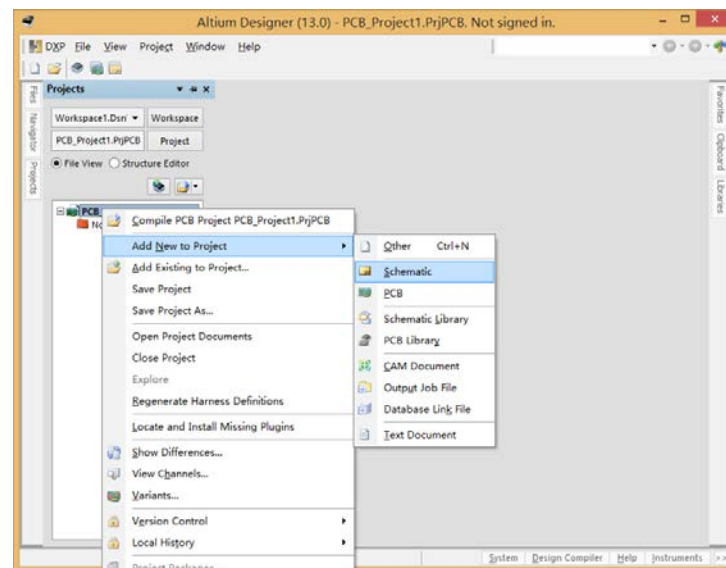 Altium Designer (13.0) - PCB_Project1.PrjPCB. Not signed in.
DXP File View Project Window Help
Projects
Workspace1.Dsn Workspace
PCB_Project1.PrjPCB Project
File View Structure Editor
Files
Navigator
Projects
Favorites
Clipboard
Libraries
PCB_
No
Compile PCB Project PCB_Project1.PrjPCB
Add New to Project
Add Existing to Project...
Save Project
Save Project As...
Open Project Documents
Close Project
Explore
Regenerate Harness Definitions
Locate and Install Missing Plugins
Show Differences...
View Channels...
Variants...
Version Control
Local History
Project Packager...
Other Ctrl+N
Schematic
PCB
Schematic Library
PCB Library
CAM Document
Output Job File
Database Link File
Text Document
System Design Compiler Help Instruments >>